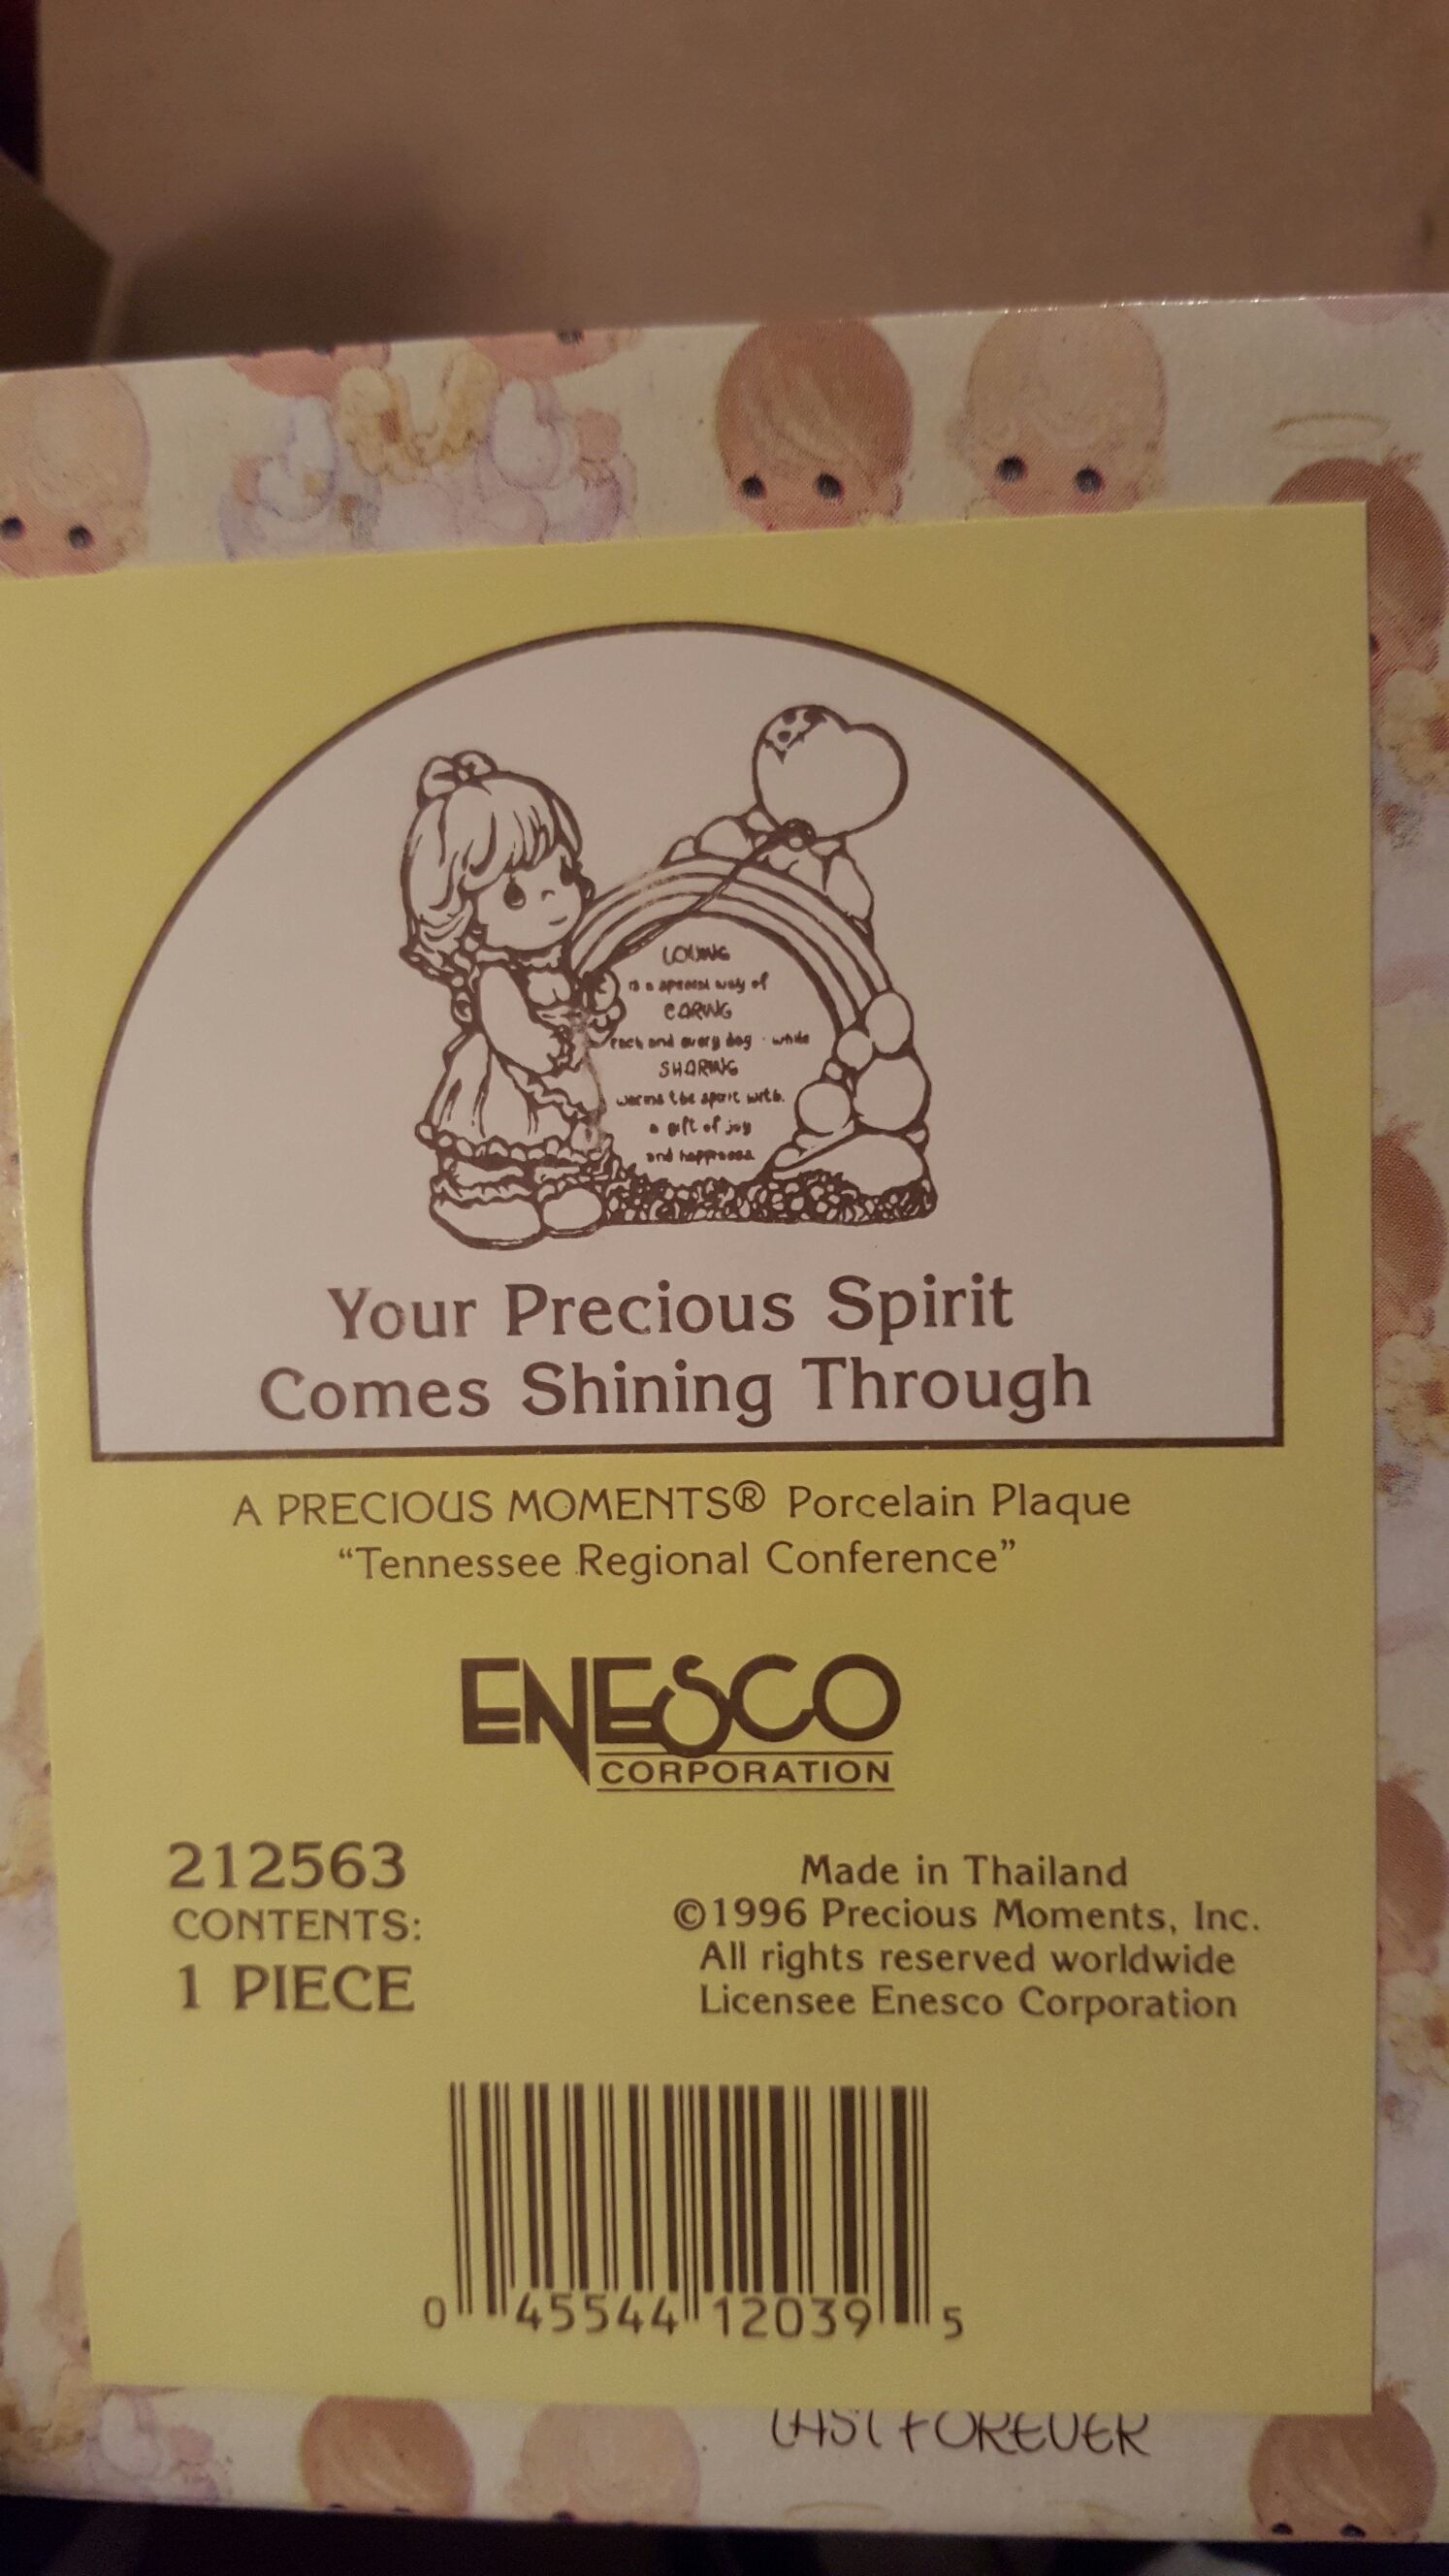 LOVING
is a special way of
CARING
each and every day - while
SHARING
warms the spirit with
a gift of joy
and happiness
Your Precious Spirit
Comes Shining Through
A PRECIOUS MOMENTS® Porcelain Plaque
"Tennessee Regional Conference"
ENESCO
CORPORATION
212563
CONTENTS:
1 PIECE
Made in Thailand
©1996 Precious Moments, Inc.
All rights reserved worldwide
Licensee Enesco Corporation
0 45544 12039 5
LAST FOREVER